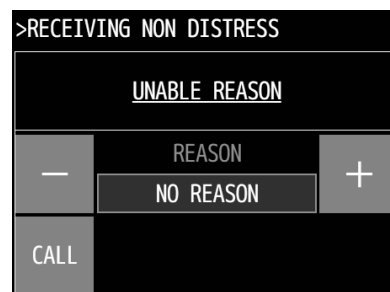 >RECEIVING NON DISTRESS
UNABLE REASON
REASON
— NO REASON +
CALL